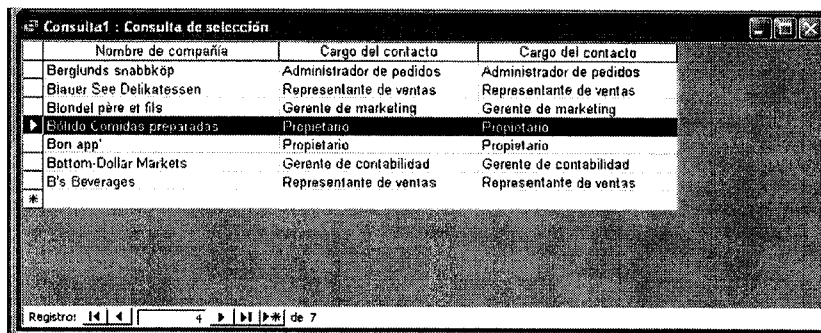 Consulta1 : Consulta de selección
Nombre de compañía Cargo del contacto Cargo del contacto
Berglunds snabbköp Administrador de pedidos Administrador de pedidos
Blauer See Delikatessen Representante de ventas Representante de ventas
Blondel père et fils Gerente de marketing Gerente de marketing
Bólido Comidas preparadas Propietario Propietario
Bon app' Propietario Propietario
Bottom-Dollar Markets Gerente de contabilidad Gerente de contabilidad
B's Beverages Representante de ventas Representante de ventas
Registro: 4 de 7